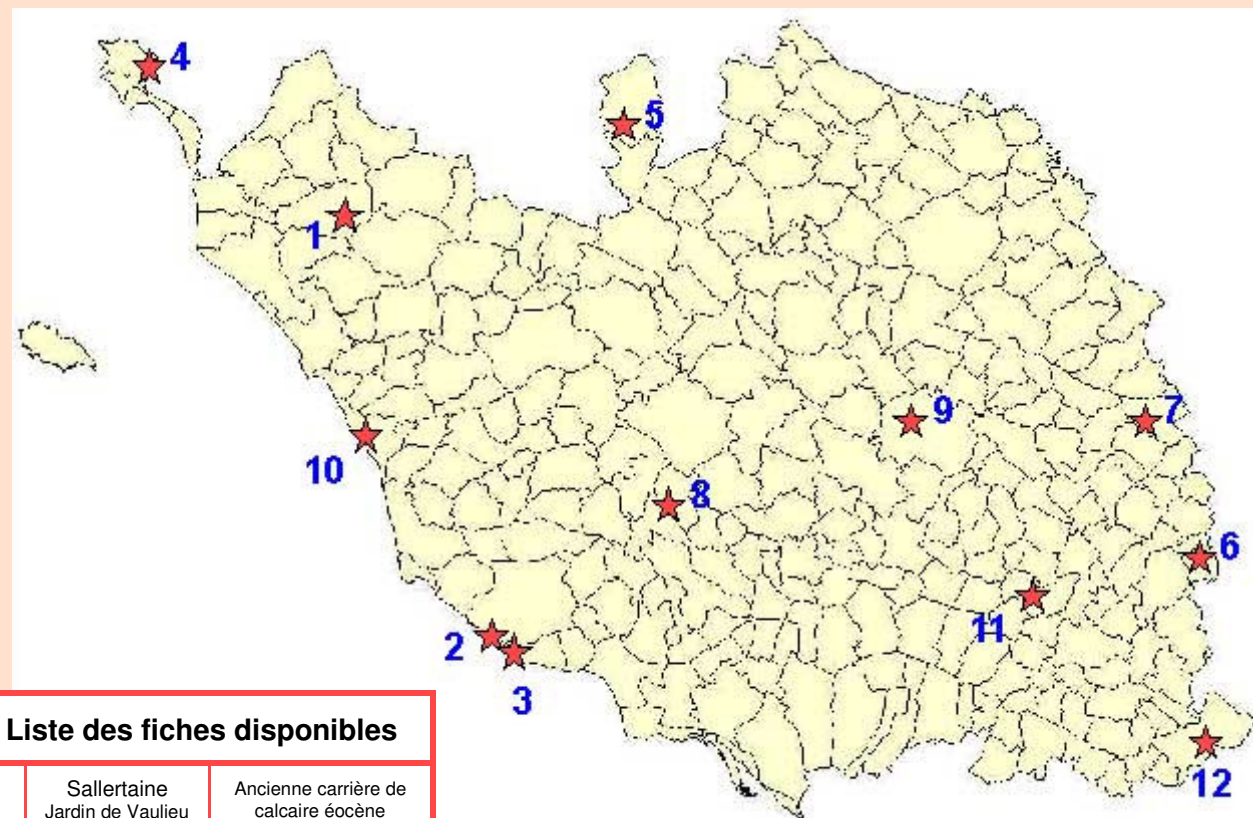 4
5
1
9
7
10
8
6
11
2
3
12
Liste des fiches disponibles
Sallertaine
Jardin de Vaulieu
Ancienne carrière de
calcaire éocène